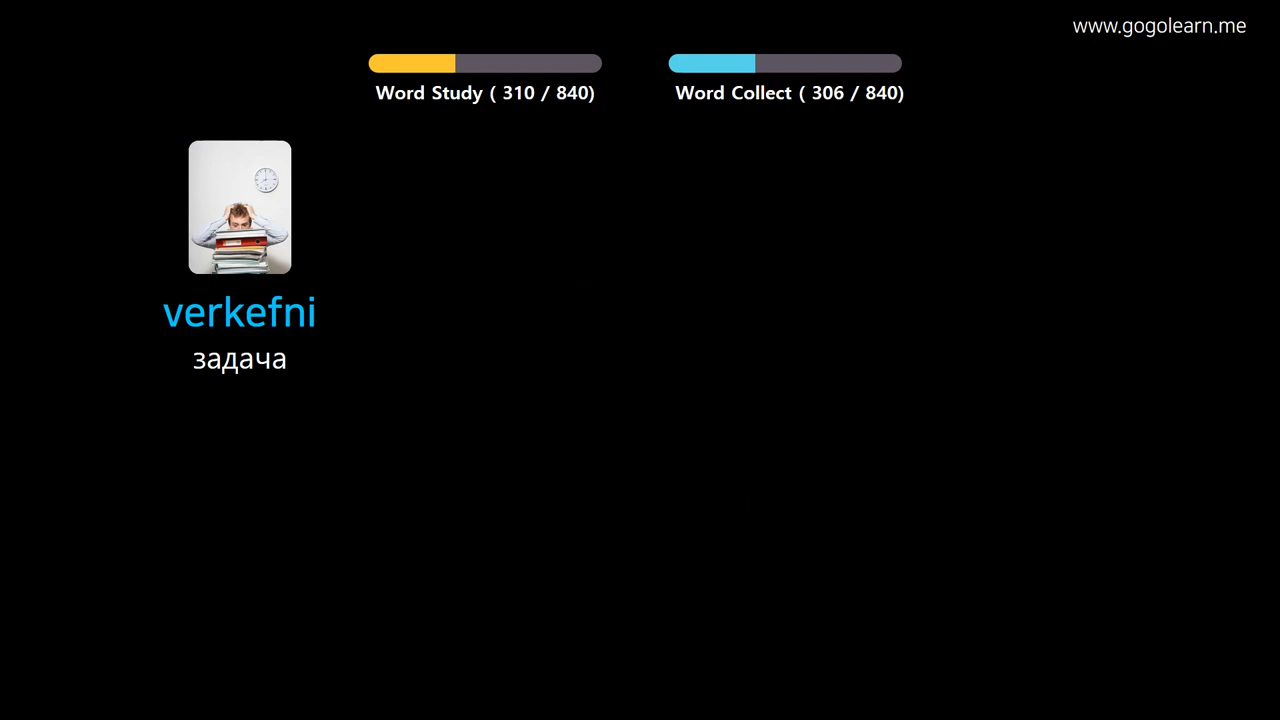 www.gogolearn.me
Word Study ( 310 / 840)
Word Collect ( 306 / 840)
verkefni
задача